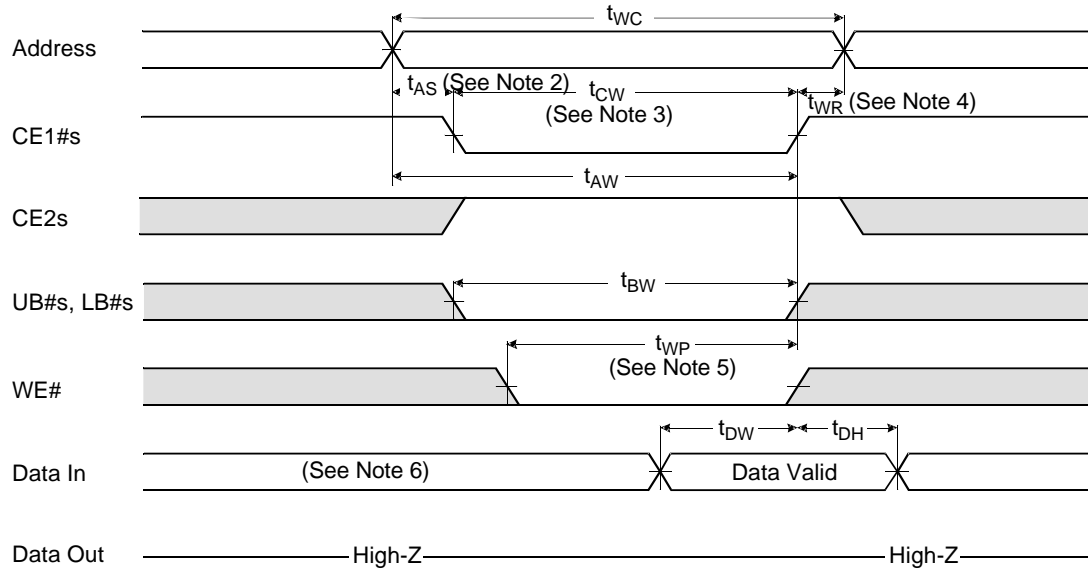 tWC
Address
tAS (See Note 2)
tCW
(See Note 3)
tWR (See Note 4)
CE1#s
tAW
CE2s
tBW
UB#s, LB#s
tWP
(See Note 5)
WE#
tDW
tDH
Data In
(See Note 6)
Data Valid
Data Out
High-Z
High-Z